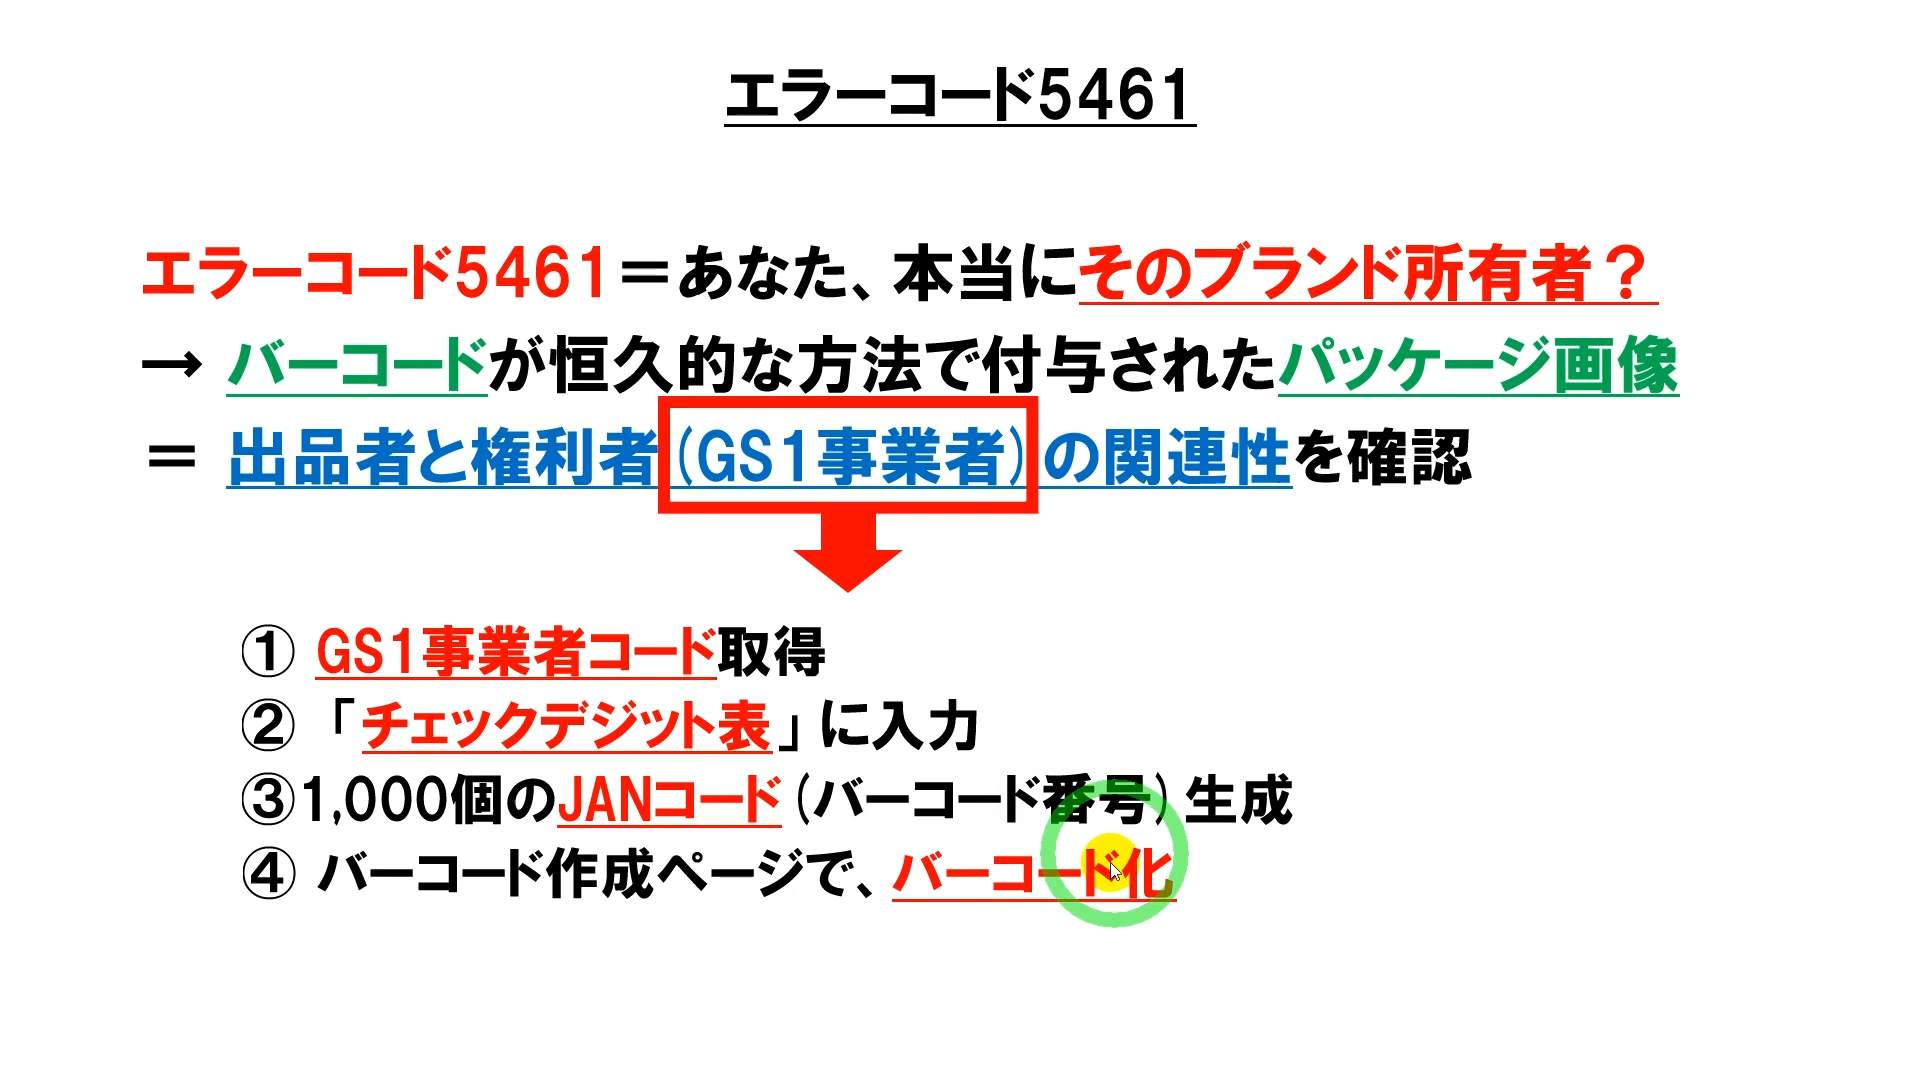 エラーコード5461
エラーコード5461＝あなた、本当にそのブランド所有者？
→ バーコードが恒久的な方法で付与されたパッケージ画像
＝ 出品者と権利者(GS1事業者)の関連性を確認
① GS1事業者コード取得
② 「チェックデジット表」に入力
③1,000個のJANコード(バーコード番号)生成
④ バーコード作成ページで、バーコード化